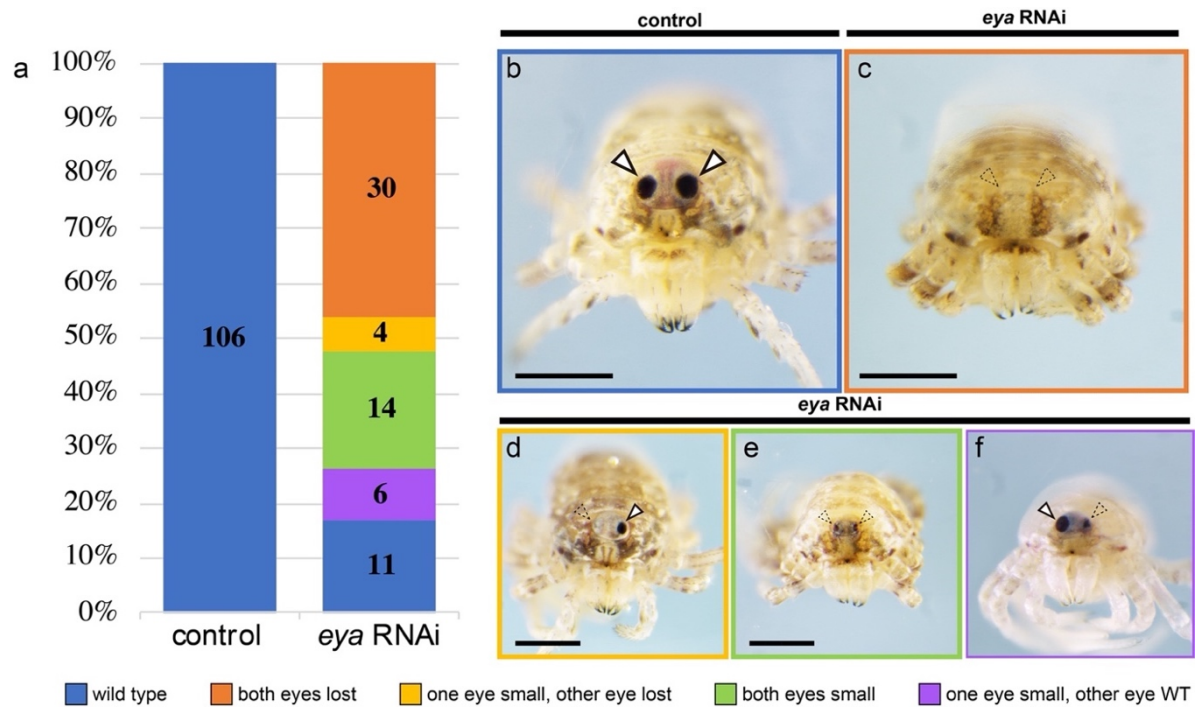 control
eya RNAi
a
100%
90%
80%
70%
60%
50%
40%
30%
20%
10%
0%
106
30
4
14
6
11
control
eya RNAi
b
c
eya RNAi
d
e
f
wild type
both eyes lost
one eye small, other eye lost
both eyes small
one eye small, other eye WT